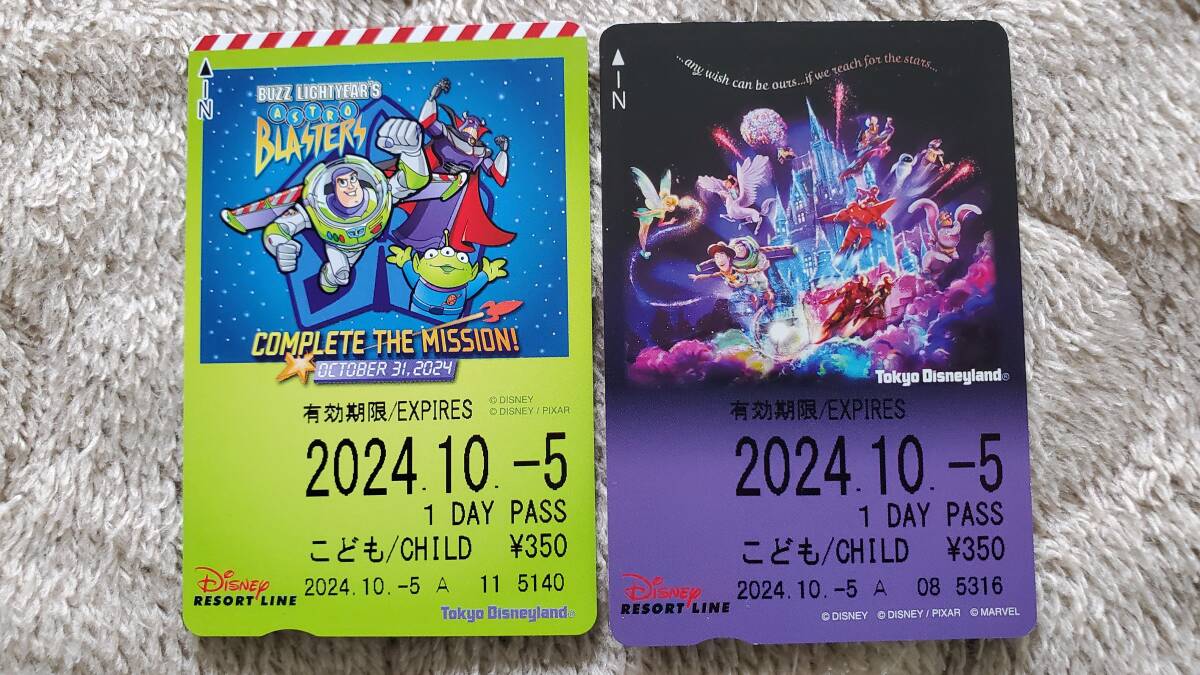 IN
BUZZ LIGHTYEAR'S
ASTRO
BLASTERS
COMPLETE THE MISSION!
OCTOBER 31, 2024
有効期限/EXPIRES
© DISNEY
© DISNEY / PIXAR
2024.10.-5
1 DAY PASS
こども/CHILD ¥350
Disney
RESORT LINE
2024.10.-5 A 11 5140
Tokyo Disneyland®
IN
...any wish can be ours...if we reach for the stars...
Tokyo Disneyland®
有効期限/EXPIRES
2024.10.-5
1 DAY PASS
こども/CHILD ¥350
Disney
RESORT LINE
2024.10.-5 A 08 5316
© DISNEY © DISNEY / PIXAR © MARVEL